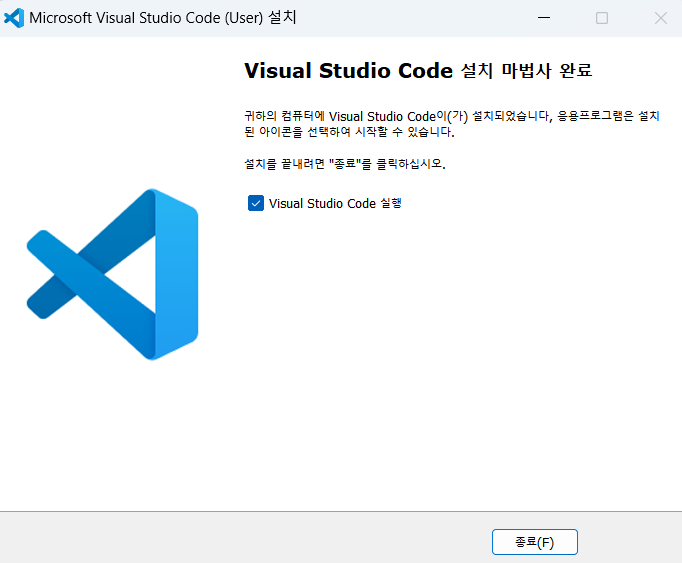 Microsoft Visual Studio Code (User) 설치
Visual Studio Code 설치 마법사 완료
귀하의 컴퓨터에 Visual Studio Code이(가) 설치되었습니다, 응용프로그램은 설치
된 아이콘을 선택하여 시작할 수 있습니다.
설치를 끝내려면 "종료"를 클릭하십시오.
Visual Studio Code 실행
종료(F)